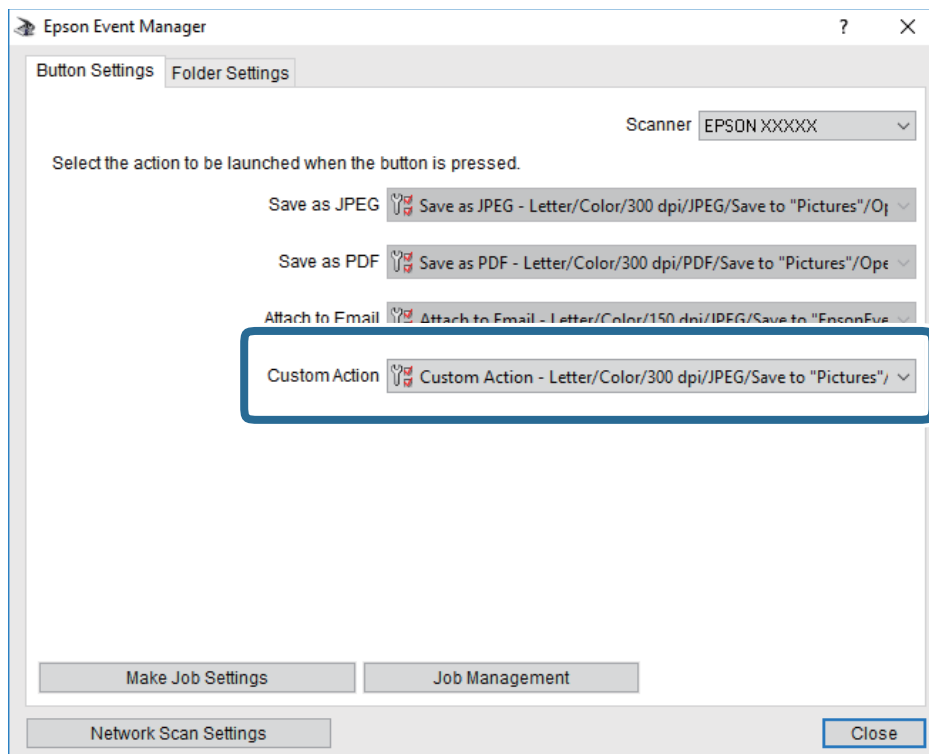 Epson Event Manager
Button Settings Folder Settings
Scanner EPSON XXXXX
Select the action to be launched when the button is pressed.
Save as JPEG Save as JPEG - Letter/Color/300 dpi/JPEG/Save to "Pictures"/Op
Save as PDF Save as PDF - Letter/Color/300 dpi/PDF/Save to "Pictures"/Ope
Attach to Email Attach to Email - Letter/Color/150 dpi/JPEG/Save to "EpsonEve
Custom Action Custom Action - Letter/Color/300 dpi/JPEG/Save to "Pictures"/
Make Job Settings Job Management
Network Scan Settings Close